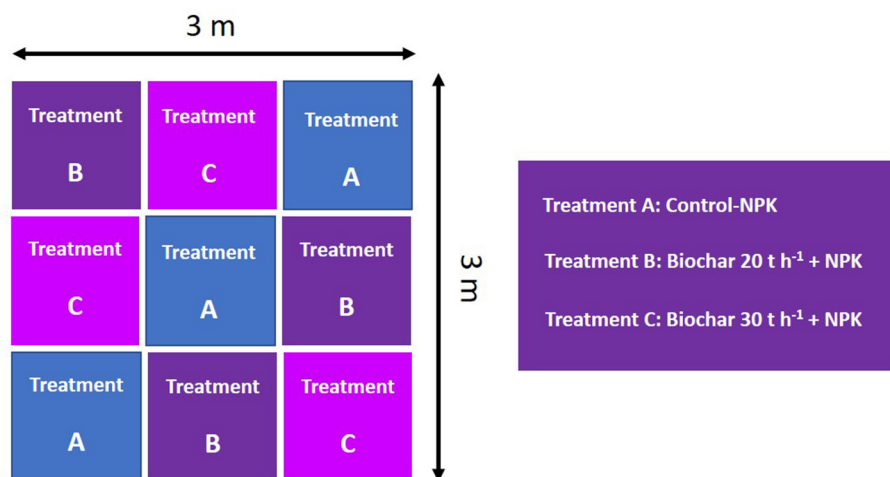 3 m
Treatment
B
Treatment
C
Treatment
A
Treatment
C
Treatment
A
Treatment
B
Treatment
A
Treatment
B
Treatment
C
3 m
Treatment A: Control-NPK
Treatment B: Biochar 20 t h⁻¹ + NPK
Treatment C: Biochar 30 t h⁻¹ + NPK